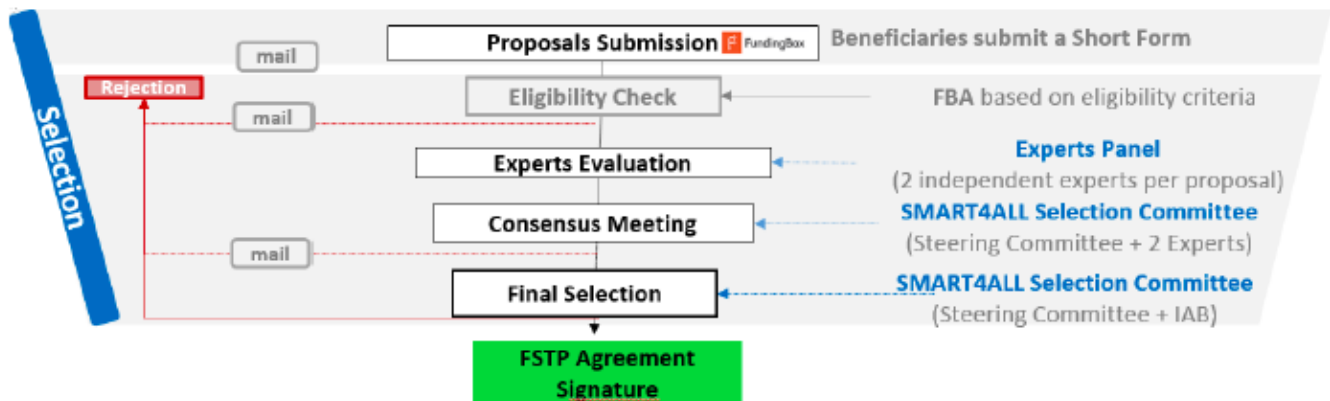 Proposals Submission FundingBox
Beneficiaries submit a Short Form
mail
Rejection
Eligibility Check
FBA based on eligibility criteria
mail
Experts Evaluation
Experts Panel
(2 independent experts per proposal)
Consensus Meeting
SMART4ALL Selection Committee
(Steering Committee + 2 Experts)
mail
Final Selection
SMART4ALL Selection Committee
(Steering Committee + IAB)
FSTP Agreement
Signature
Selection